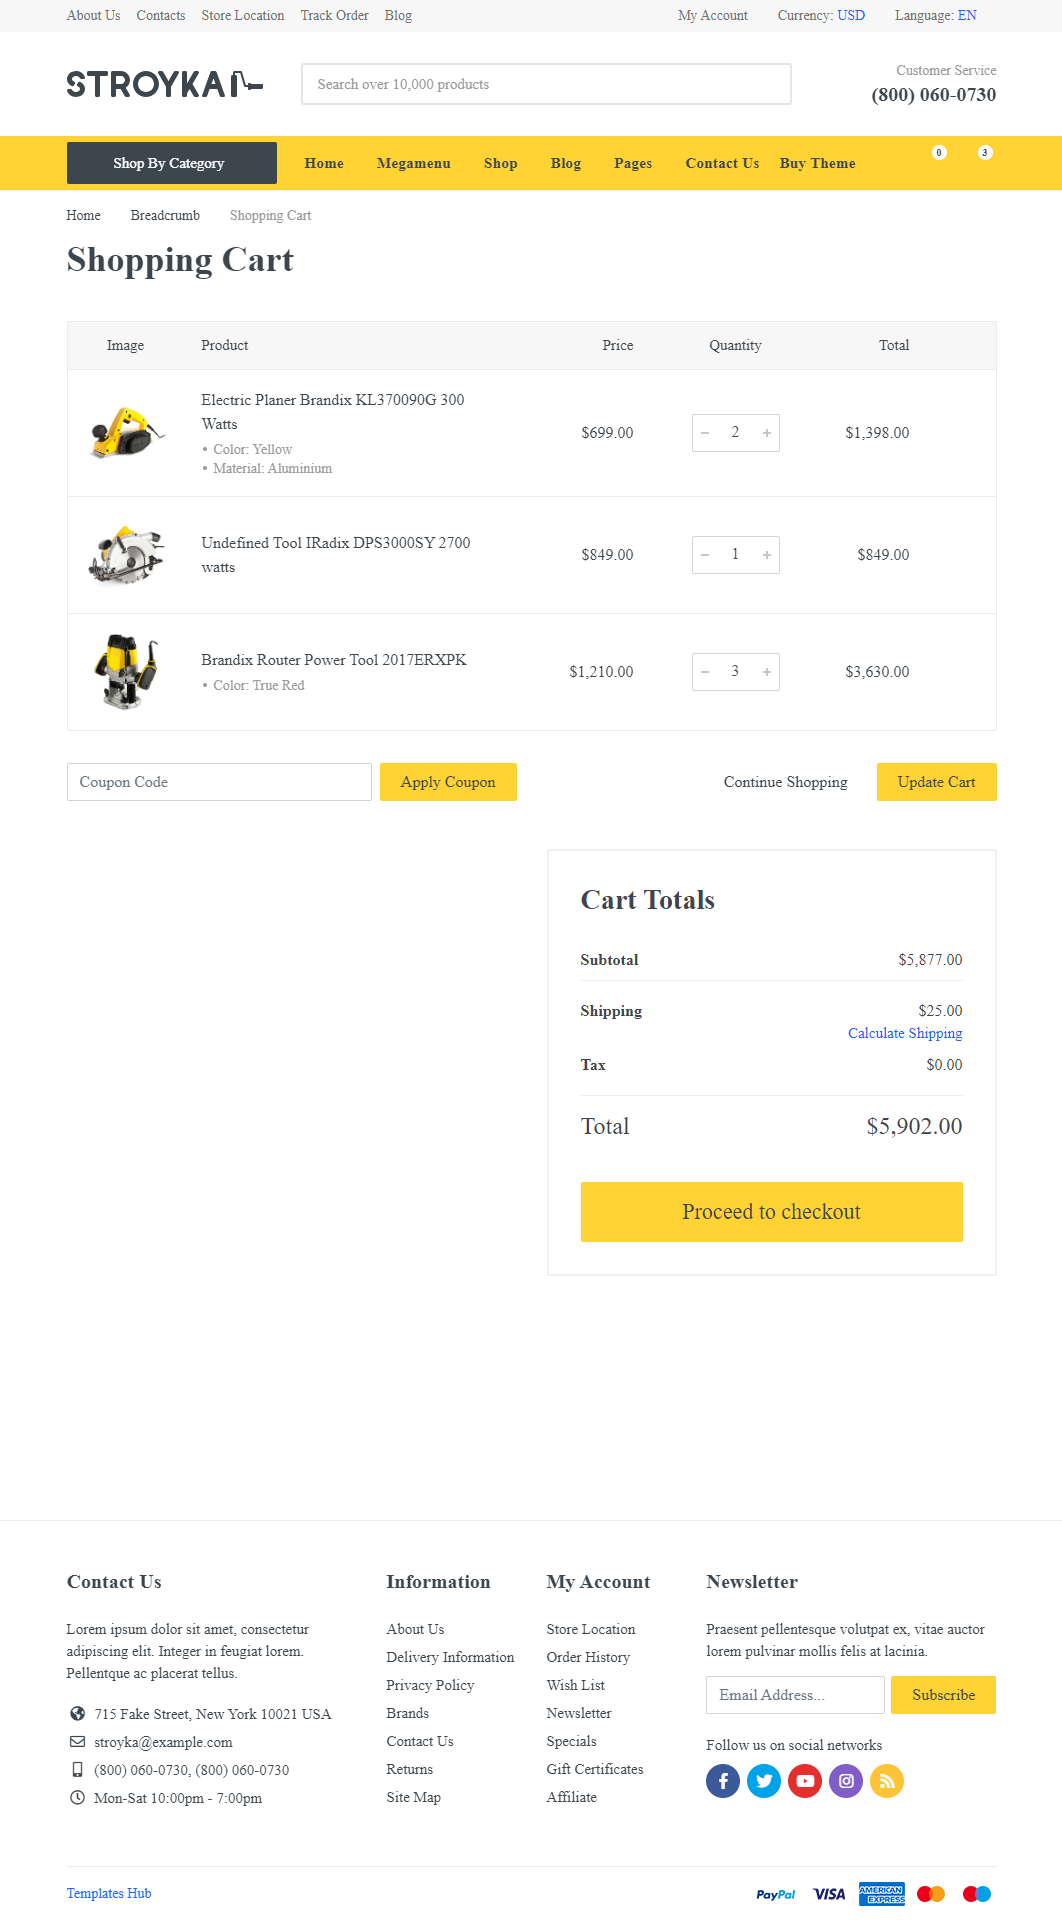 About Us Contacts Store Location Track Order Blog My Account Currency: USD Language: EN
STROYKA
Search over 10,000 products
Customer Service
(800) 060-0730
Shop By Category Home Megamenu Shop Blog Pages Contact Us Buy Theme 0 3
Home Breadcrumb Shopping Cart
Shopping Cart
Image Product Price Quantity Total
Electric Planer Brandix KL370090G 300
Watts
• Color: Yellow
• Material: Aluminium
$699.00 − 2 + $1,398.00
Undefined Tool IRadix DPS3000SY 2700
watts
$849.00 − 1 + $849.00
Brandix Router Power Tool 2017ERXPK
• Color: True Red
$1,210.00 − 3 + $3,630.00
Coupon Code Apply Coupon Continue Shopping Update Cart
Cart Totals
Subtotal $5,877.00
Shipping $25.00
Calculate Shipping
Tax $0.00
Total $5,902.00
Proceed to checkout
Contact Us
Lorem ipsum dolor sit amet, consectetur
adipiscing elit. Integer in feugiat lorem.
Pellentque ac placerat tellus.
715 Fake Street, New York 10021 USA
stroyka@example.com
(800) 060-0730, (800) 060-0730
Mon-Sat 10:00pm - 7:00pm
Information
About Us
Delivery Information
Privacy Policy
Brands
Contact Us
Returns
Site Map
My Account
Store Location
Order History
Wish List
Newsletter
Specials
Gift Certificates
Affiliate
Newsletter
Praesent pellentesque volutpat ex, vitae auctor
lorem pulvinar mollis felis at lacinia.
Email Address... Subscribe
Follow us on social networks
Templates Hub
PayPal VISA AMERICAN EXPRESS